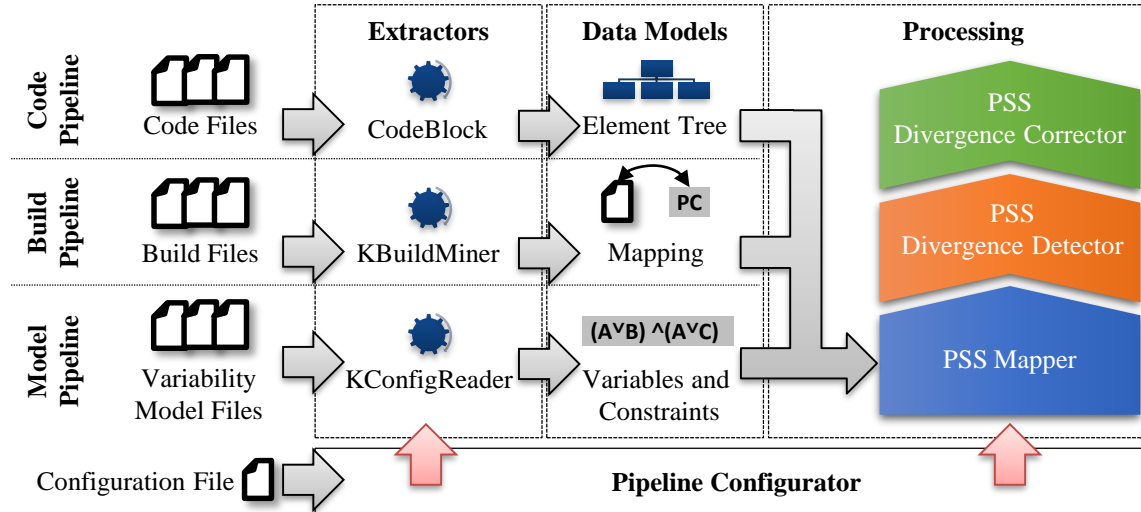 Extractors
Data Models
Processing
Code
Pipeline
Code Files
CodeBlock
Element Tree
PSS
Divergence Corrector
Build
Pipeline
Build Files
KBuildMiner
PC
Mapping
PSS
Divergence Detector
Model
Pipeline
Variability
Model Files
KConfigReader
(A∨B) ^(A∨C)
Variables and
Constraints
PSS Mapper
Configuration File
Pipeline Configurator